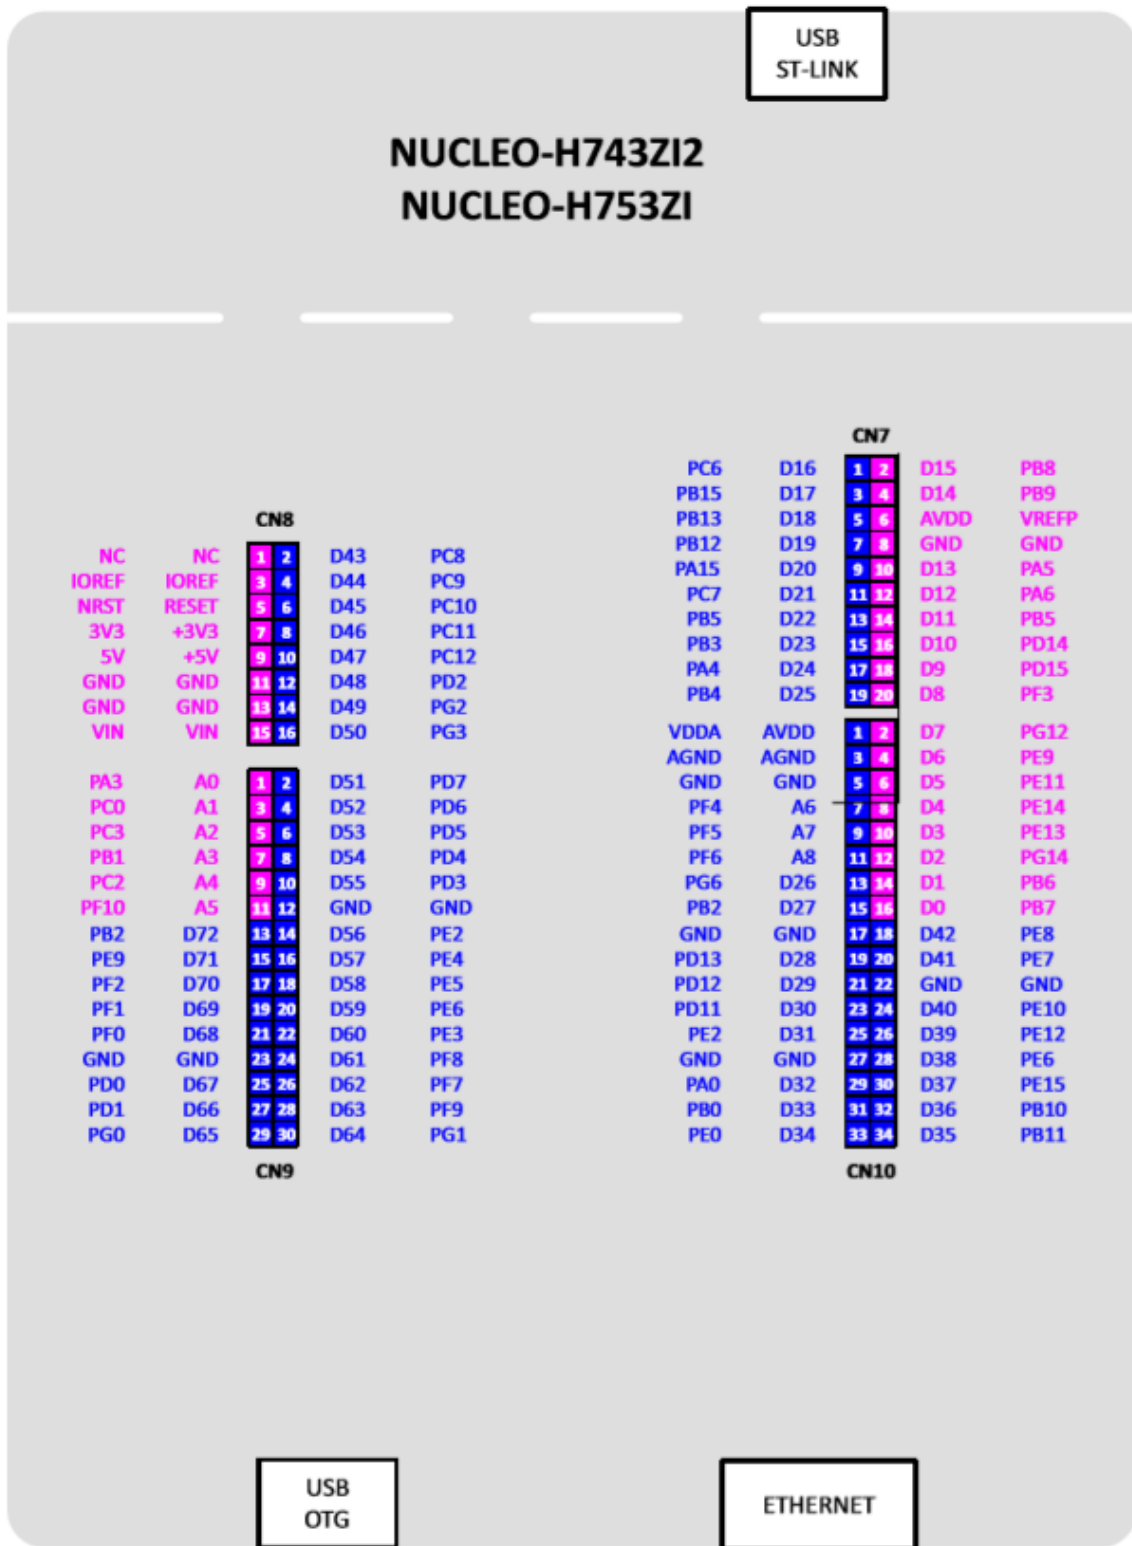 USB
ST-LINK
NUCLEO-H743ZI2
NUCLEO-H753ZI
CN8
NC NC 1 2 D43 PC8
IOREF IOREF 3 4 D44 PC9
NRST RESET 5 6 D45 PC10
3V3 +3V3 7 8 D46 PC11
5V +5V 9 10 D47 PC12
GND GND 11 12 D48 PD2
GND GND 13 14 D49 PG2
VIN VIN 15 16 D50 PG3
PA3 A0 1 2 D51 PD7
PC0 A1 3 4 D52 PD6
PC3 A2 5 6 D53 PD5
PB1 A3 7 8 D54 PD4
PC2 A4 9 10 D55 PD3
PF10 A5 11 12 GND GND
PB2 D72 13 14 D56 PE2
PE9 D71 15 16 D57 PE4
PF2 D70 17 18 D58 PE5
PF1 D69 19 20 D59 PE6
PF0 D68 21 22 D60 PE3
GND GND 23 24 D61 PF8
PD0 D67 25 26 D62 PF7
PD1 D66 27 28 D63 PF9
PG0 D65 29 30 D64 PG1
CN9
CN7
PC6 D16 1 2 D15 PB8
PB15 D17 3 4 D14 PB9
PB13 D18 5 6 AVDD VREFP
PB12 D19 7 8 GND GND
PA15 D20 9 10 D13 PA5
PC7 D21 11 12 D12 PA6
PB5 D22 13 14 D11 PB5
PB3 D23 15 16 D10 PD14
PA4 D24 17 18 D9 PD15
PB4 D25 19 20 D8 PF3
VDDA AVDD 1 2 D7 PG12
AGND AGND 3 4 D6 PE9
GND GND 5 6 D5 PE11
PF4 A6 7 8 D4 PE14
PF5 A7 9 10 D3 PE13
PF6 A8 11 12 D2 PG14
PG6 D26 13 14 D1 PB6
PB2 D27 15 16 D0 PB7
GND GND 17 18 D42 PE8
PD13 D28 19 20 D41 PE7
PD12 D29 21 22 GND GND
PD11 D30 23 24 D40 PE10
PE2 D31 25 26 D39 PE12
GND GND 27 28 D38 PE6
PA0 D32 29 30 D37 PE15
PB0 D33 31 32 D36 PB10
PE0 D34 33 34 D35 PB11
CN10
USB
OTG
ETHERNET